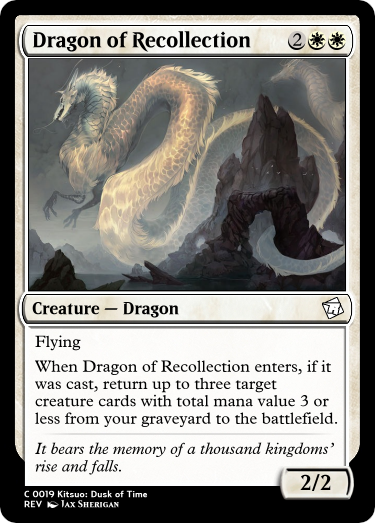 Dragon of Recollection 2
Creature — Dragon
Flying
When Dragon of Recollection enters, if it
was cast, return up to three target
creature cards with total mana value 3 or
less from your graveyard to the battlefield.
It bears the memory of a thousand kingdoms’
rise and falls.
2/2
C 0019 Kitsuo: Dusk of Time
REV Jax Sherigan